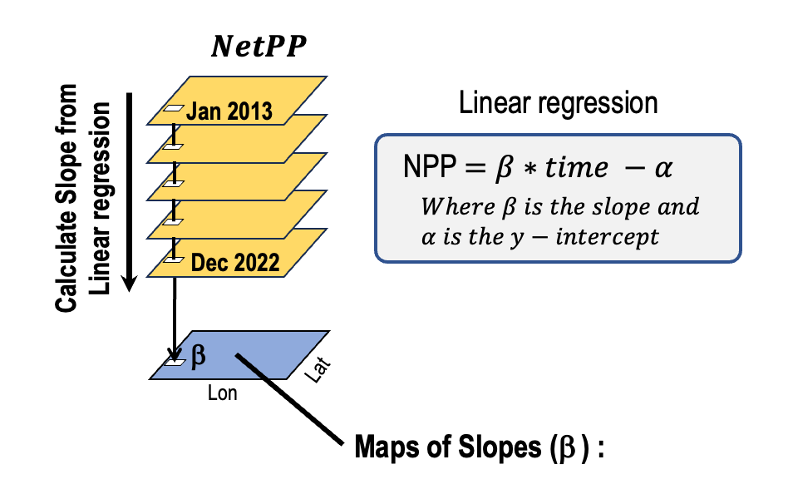 NetPP
Calculate Slope from
Linear regression
Jan 2013
Dec 2022
β
Lon
Lat
Linear regression
NPP = β * time − α
Where β is the slope and
α is the y − intercept
Maps of Slopes (β) :